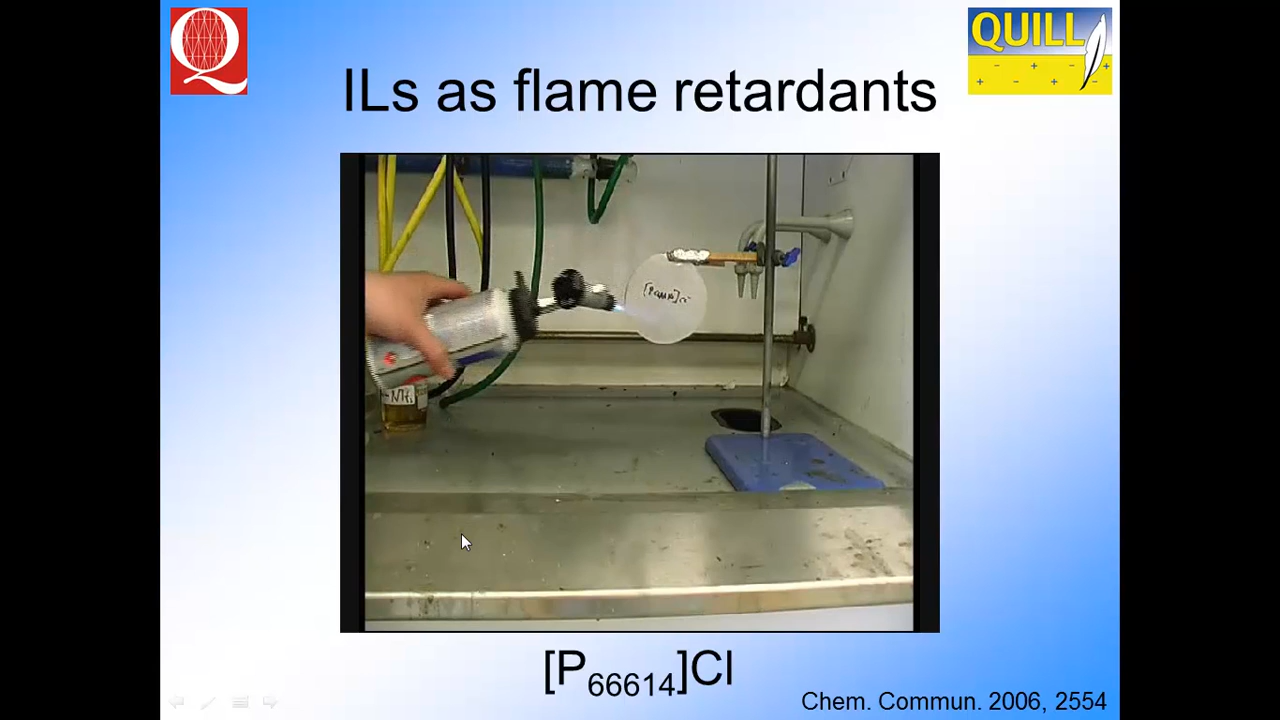 Q
QUILL
ILs as flame retardants
[P66614]Cl
Chem. Commun. 2006, 2554